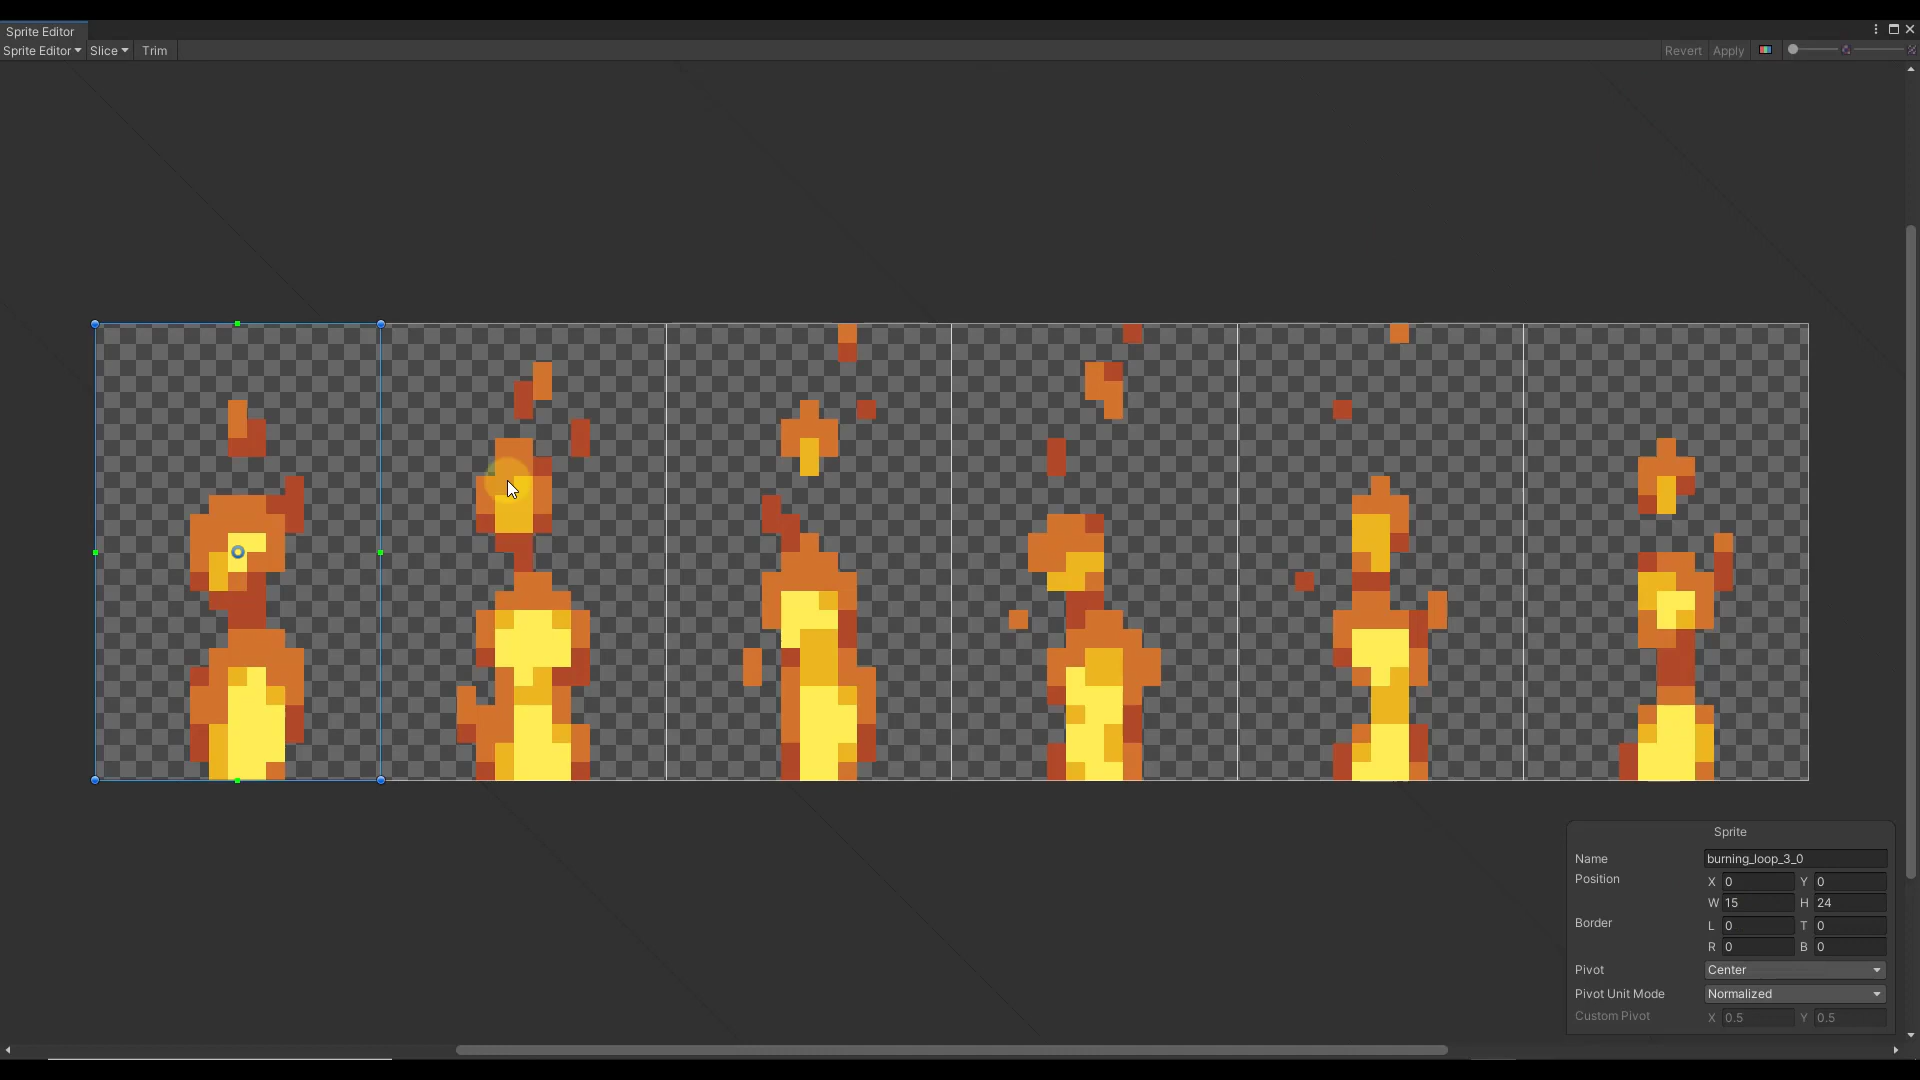 Sprite Editor
Sprite Editor Slice Trim Revert Apply
Sprite
Name burning_loop_3_0
Position X 0 Y 0
W 15 H 24
Border L 0 T 0
R 0 B 0
Pivot Center
Pivot Unit Mode Normalized
Custom Pivot X 0.5 Y 0.5